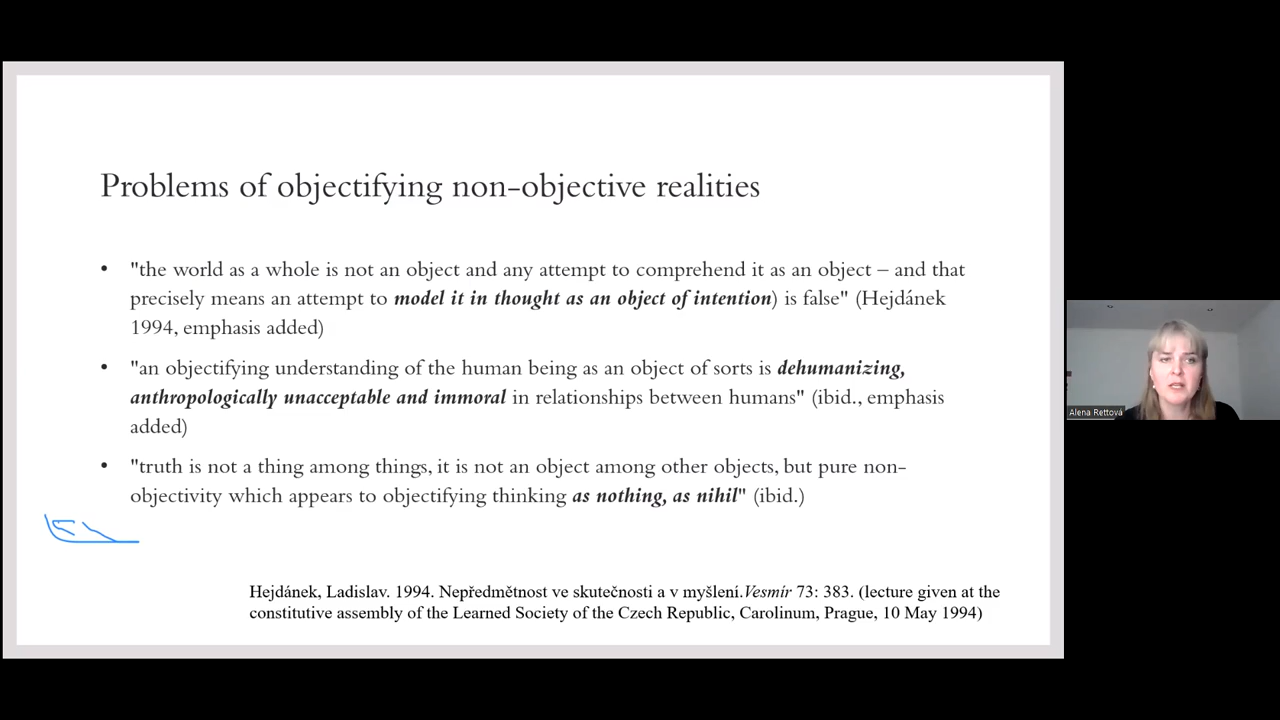 Problems of objectifying non-objective realities
• "the world as a whole is not an object and any attempt to comprehend it as an object – and that
precisely means an attempt to model it in thought as an object of intention) is false" (Hejdánek
1994, emphasis added)
• "an objectifying understanding of the human being as an object of sorts is dehumanizing,
anthropologically unacceptable and immoral in relationships between humans" (ibid., emphasis
added)
• "truth is not a thing among things, it is not an object among other objects, but pure non-
objectivity which appears to objectifying thinking as nothing, as nihil" (ibid.)
Hejdánek, Ladislav. 1994. Nepředmětnost ve skutečnosti a v myšlení.Vesmír 73: 383. (lecture given at the
constitutive assembly of the Learned Society of the Czech Republic, Carolinum, Prague, 10 May 1994)
Alena Rettová